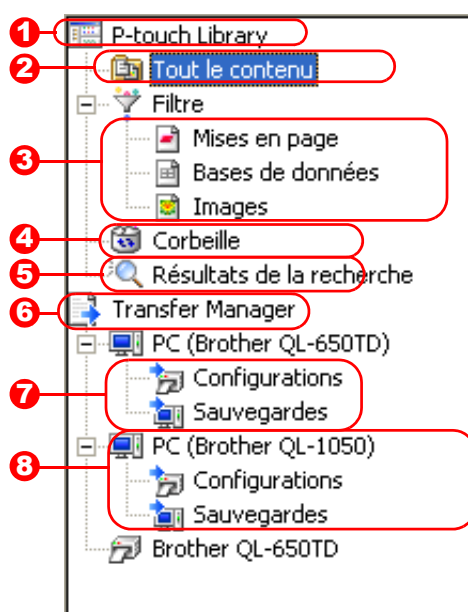 1 P-touch Library
2 Tout le contenu
Filtre
Mises en page
3 Bases de données
Images
4 Corbeille
5 Résultats de la recherche
6 Transfer Manager
PC (Brother QL-650TD)
7 Configurations
Sauvegardes
8 PC (Brother QL-1050)
Configurations
Sauvegardes
Brother QL-650TD